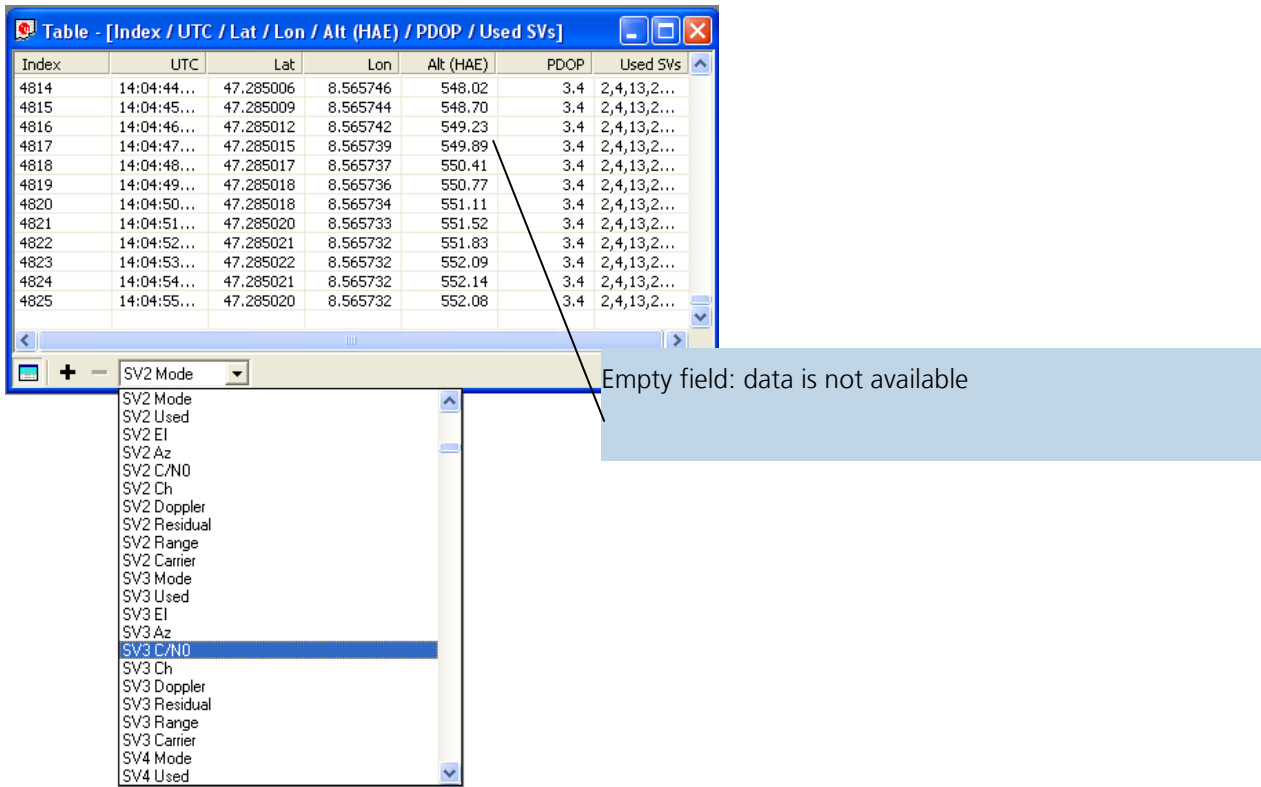 Table - [Index / UTC / Lat / Lon / Alt (HAE) / PDOP / Used SVs]
Index UTC Lat Lon Alt (HAE) PDOP Used SVs
4814 14:04:44... 47.285006 8.565746 548.02 3.4 2,4,13,2...
4815 14:04:45... 47.285009 8.565744 548.70 3.4 2,4,13,2...
4816 14:04:46... 47.285012 8.565742 549.23 3.4 2,4,13,2...
4817 14:04:47... 47.285015 8.565739 549.89 3.4 2,4,13,2...
4818 14:04:48... 47.285017 8.565737 550.41 3.4 2,4,13,2...
4819 14:04:49... 47.285018 8.565736 550.77 3.4 2,4,13,2...
4820 14:04:50... 47.285018 8.565734 551.11 3.4 2,4,13,2...
4821 14:04:51... 47.285020 8.565733 551.52 3.4 2,4,13,2...
4822 14:04:52... 47.285021 8.565732 551.83 3.4 2,4,13,2...
4823 14:04:53... 47.285022 8.565732 552.09 3.4 2,4,13,2...
4824 14:04:54... 47.285021 8.565732 552.14 3.4 2,4,13,2...
4825 14:04:55... 47.285020 8.565732 552.08 3.4 2,4,13,2...
SV2 Mode
Empty field: data is not available
SV2 Mode
SV2 Used
SV2 El
SV2 Az
SV2 C/N0
SV2 Ch
SV2 Doppler
SV2 Residual
SV2 Range
SV2 Carrier
SV3 Mode
SV3 Used
SV3 El
SV3 Az
SV3 C/N0
SV3 Ch
SV3 Doppler
SV3 Residual
SV3 Range
SV3 Carrier
SV4 Mode
SV4 Used